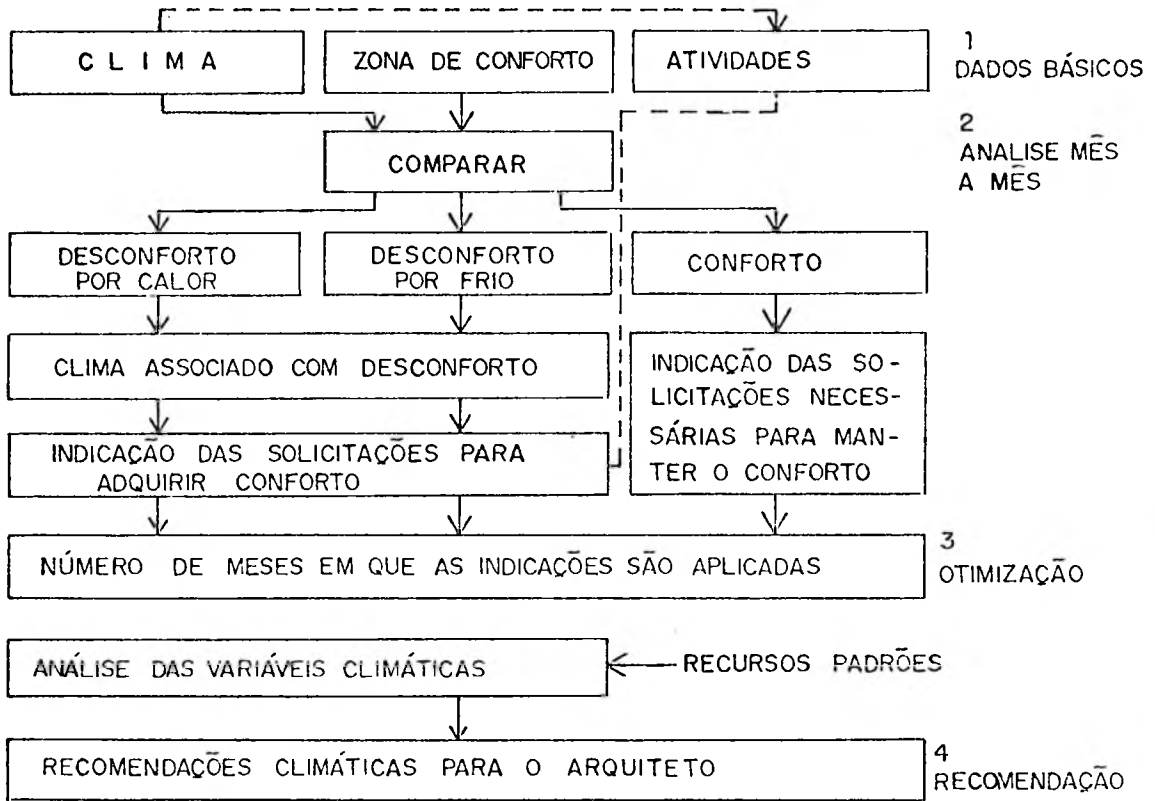 CLIMA
ZONA DE CONFORTO
ATIVIDADES
1
DADOS BÁSICOS
2
ANALISE MÊS
A MÊS
COMPARAR
DESCONFORTO
POR CALOR
DESCONFORTO
POR FRIO
CONFORTO
CLIMA ASSOCIADO COM DESCONFORTO
INDICAÇÃO DAS SO-
LICITAÇÕES NECES-
SÁRIAS PARA MAN-
TER O CONFORTO
INDICAÇÃO DAS SOLICITAÇÕES PARA
ADQUIRIR CONFORTO
NÚMERO DE MESES EM QUE AS INDICAÇÕES SÃO APLICADAS
3
OTIMIZAÇÃO
ANÁLISE DAS VARIÁVEIS CLIMÁTICAS
RECURSOS PADRÕES
RECOMENDAÇÕES CLIMÁTICAS PARA O ARQUITETO
4
RECOMENDAÇÃO